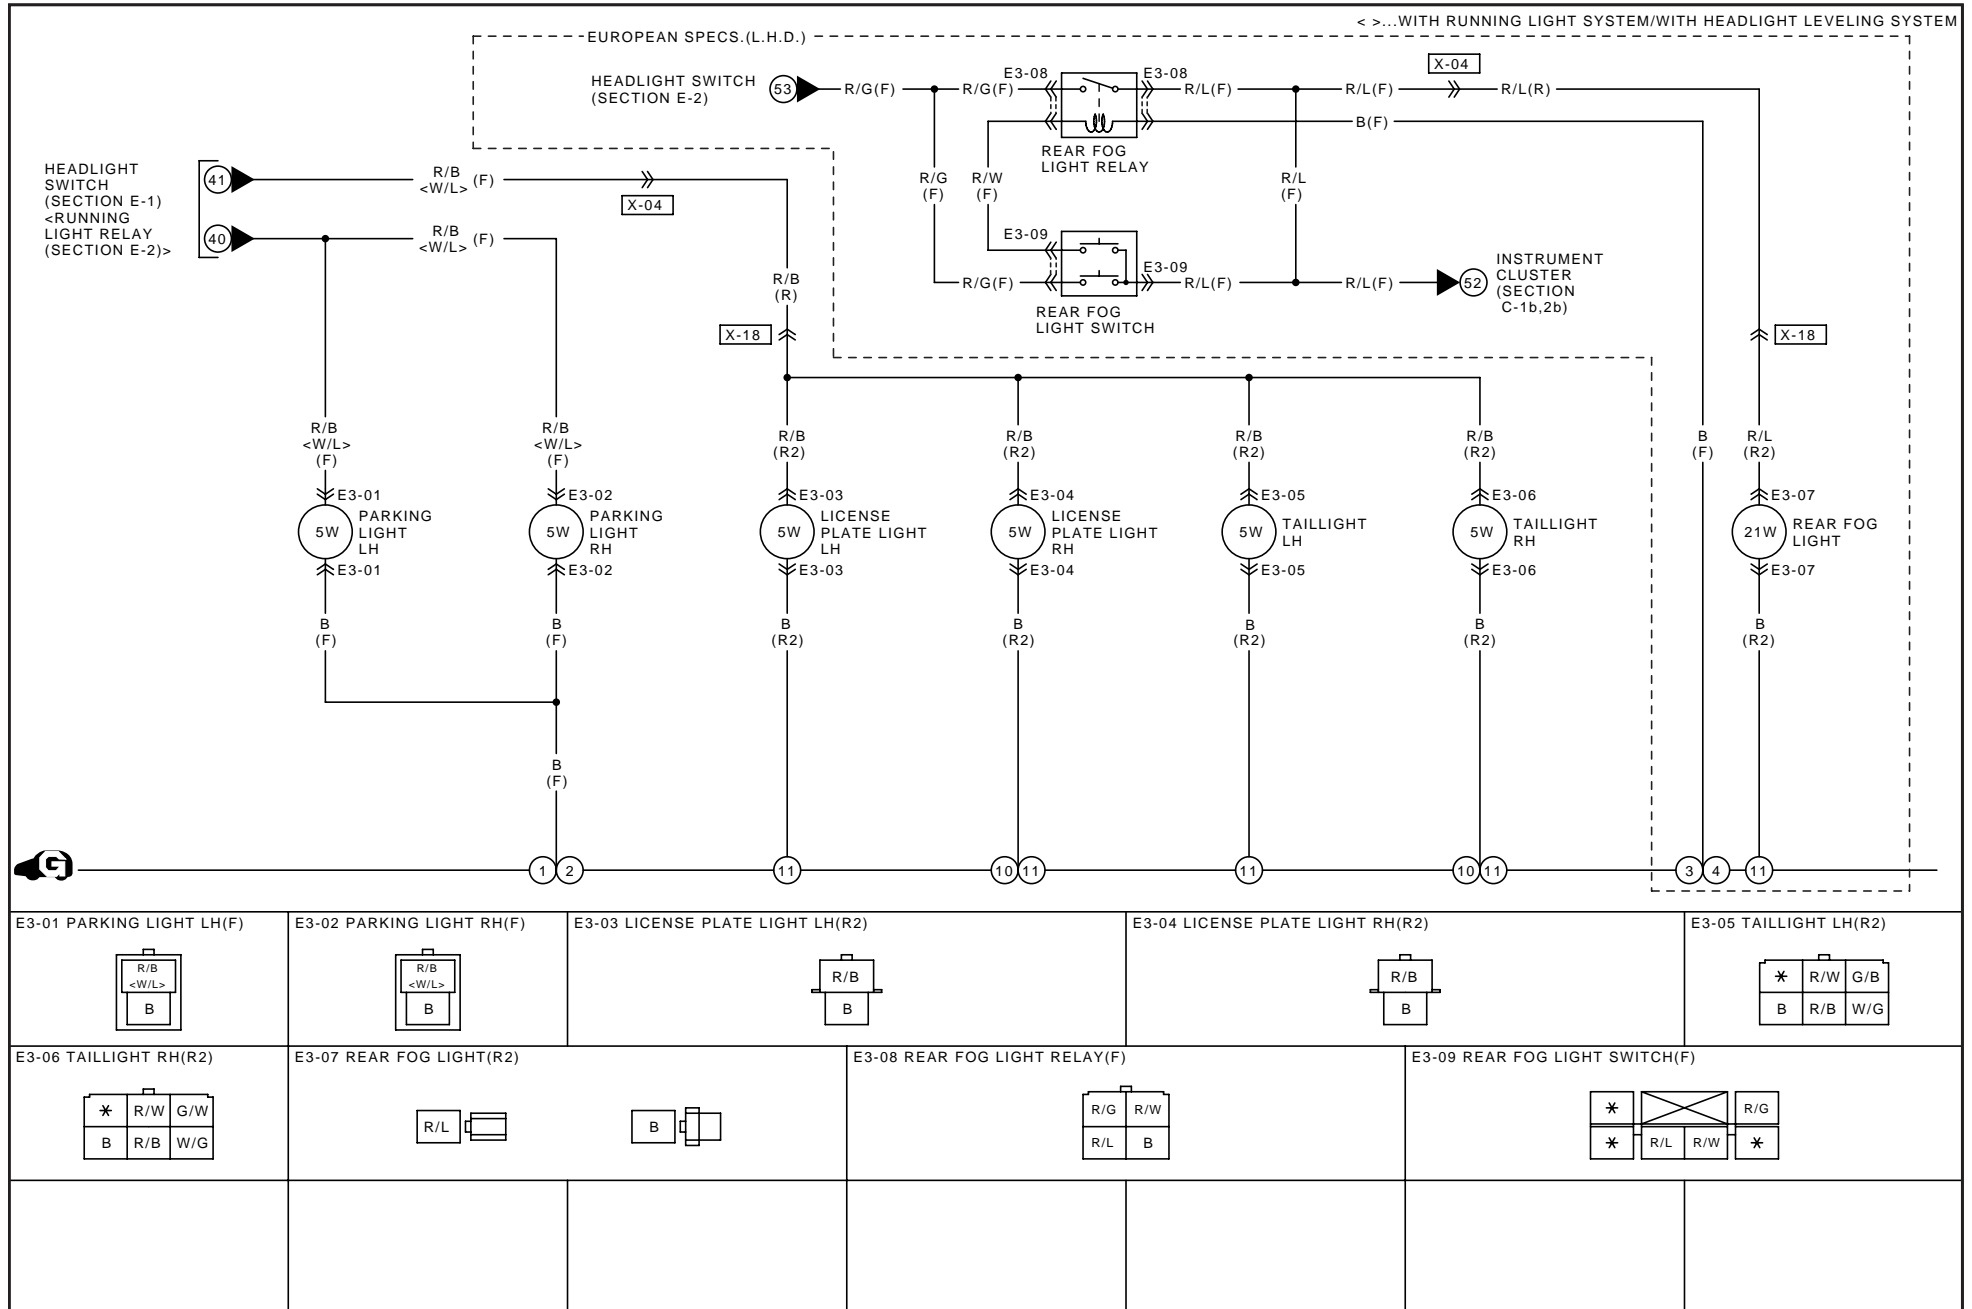 < >...WITH RUNNING LIGHT SYSTEM/WITH HEADLIGHT LEVELING SYSTEM
EUROPEAN SPECS.(L.H.D.)
HEADLIGHT SWITCH
(SECTION E-2)
53
R/G(F)
R/G(F)
E3-08
E3-08
R/L(F)
R/L(F)
X-04
R/L(R)
B(F)
REAR FOG
LIGHT RELAY
HEADLIGHT
SWITCH
(SECTION E-1)
<RUNNING
LIGHT RELAY
(SECTION E-2)>
41
R/B
<W/L>
(F)
X-04
40
R/B
<W/L>
(F)
R/G
(F)
R/W
(F)
R/L
(F)
E3-09
E3-09
R/G(F)
R/L(F)
R/L(F)
52
INSTRUMENT
CLUSTER
(SECTION
C-1b,2b)
REAR FOG
LIGHT SWITCH
R/B
(R)
X-18
X-18
R/B
<W/L>
(F)
R/B
<W/L>
(F)
R/B
(R2)
R/B
(R2)
R/B
(R2)
R/B
(R2)
B
(F)
R/L
(R2)
E3-01
E3-02
E3-03
E3-04
E3-05
E3-06
E3-07
5W
PARKING
LIGHT
LH
5W
PARKING
LIGHT
RH
5W
LICENSE
PLATE LIGHT
LH
5W
LICENSE
PLATE LIGHT
RH
5W
TAILLIGHT
LH
5W
TAILLIGHT
RH
21W
REAR FOG
LIGHT
E3-01
E3-02
E3-03
E3-04
E3-05
E3-06
E3-07
B
(F)
B
(F)
B
(R2)
B
(R2)
B
(R2)
B
(R2)
B
(R2)
B
(F)
G
1
2
11
10
11
11
10
11
3
4
11
E3-01 PARKING LIGHT LH(F)
R/B
<W/L>
B
E3-02 PARKING LIGHT RH(F)
R/B
<W/L>
B
E3-03 LICENSE PLATE LIGHT LH(R2)
R/B
B
E3-04 LICENSE PLATE LIGHT RH(R2)
R/B
B
E3-05 TAILLIGHT LH(R2)
* R/W G/B
B R/B W/G
E3-06 TAILLIGHT RH(R2)
* R/W G/W
B R/B W/G
E3-07 REAR FOG LIGHT(R2)
R/L
B
E3-08 REAR FOG LIGHT RELAY(F)
R/G R/W
R/L B
E3-09 REAR FOG LIGHT SWITCH(F)
* R/G
* R/L R/W *